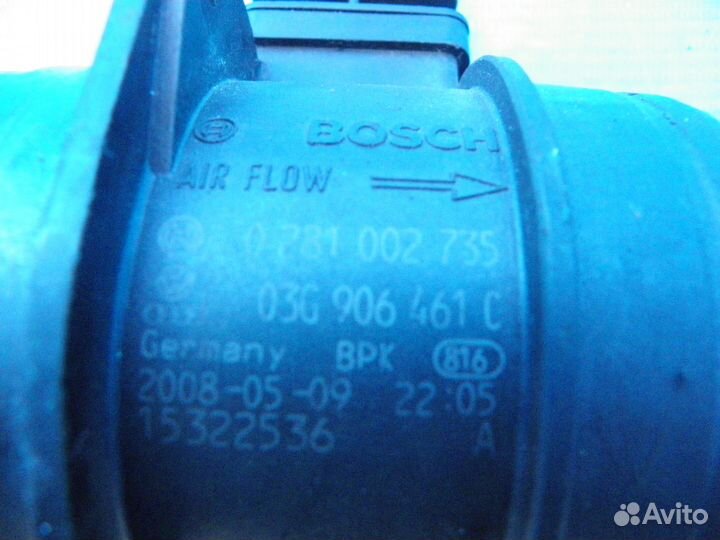 BOSCH
AIR FLOW
0 281 002 735
03G 906 461 C
Germany BPK 816
2008-05-09 22:05
15322536 A
Avito